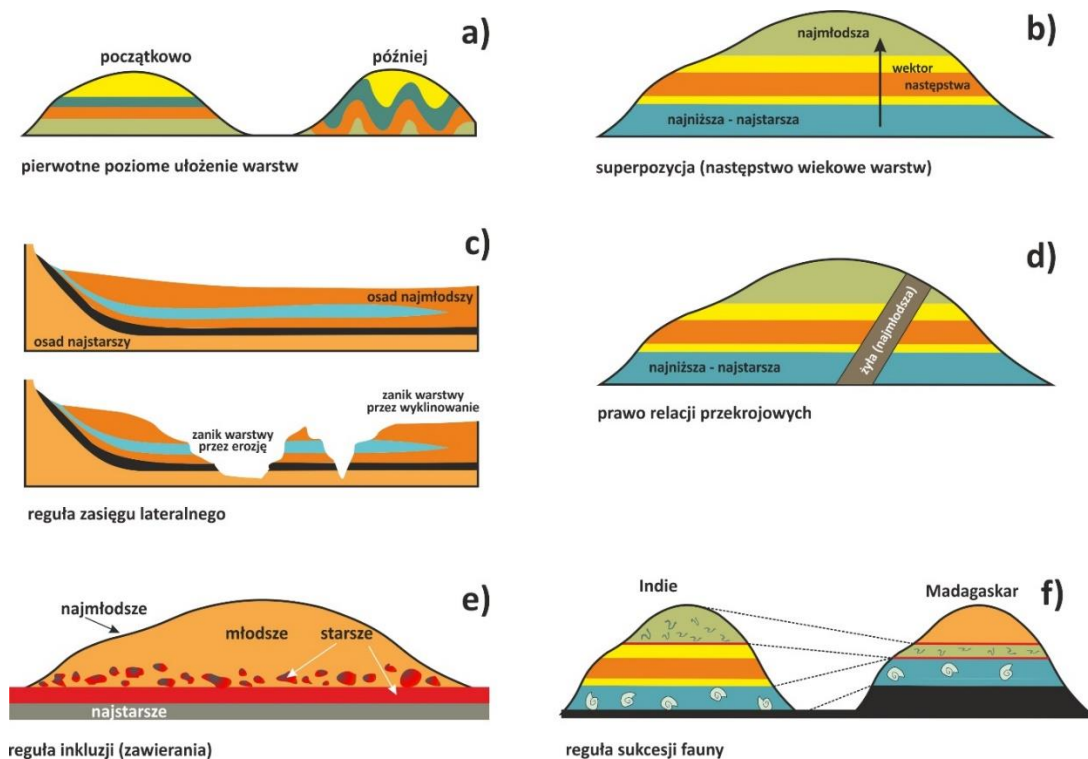 a)
początkowo
później
pierwotne poziome ułożenie warstw
b)
najmłodsza
wektor
następstwa
najniższa - najstarsza
superpozycja (następstwo wiekowe warstw)
c)
osad najmłodszy
osad najstarszy
zanik warstwy
przez wyklinowanie
zanik warstwy
przez erozję
reguła zasięgu lateralnego
d)
żyła (najmłodsza)
najniższa - najstarsza
prawo relacji przekrojowych
e)
najmłodsze
młodsze
starsze
najstarsze
reguła inkluzji (zawierania)
f)
Indie
Madagaskar
reguła sukcesji fauny